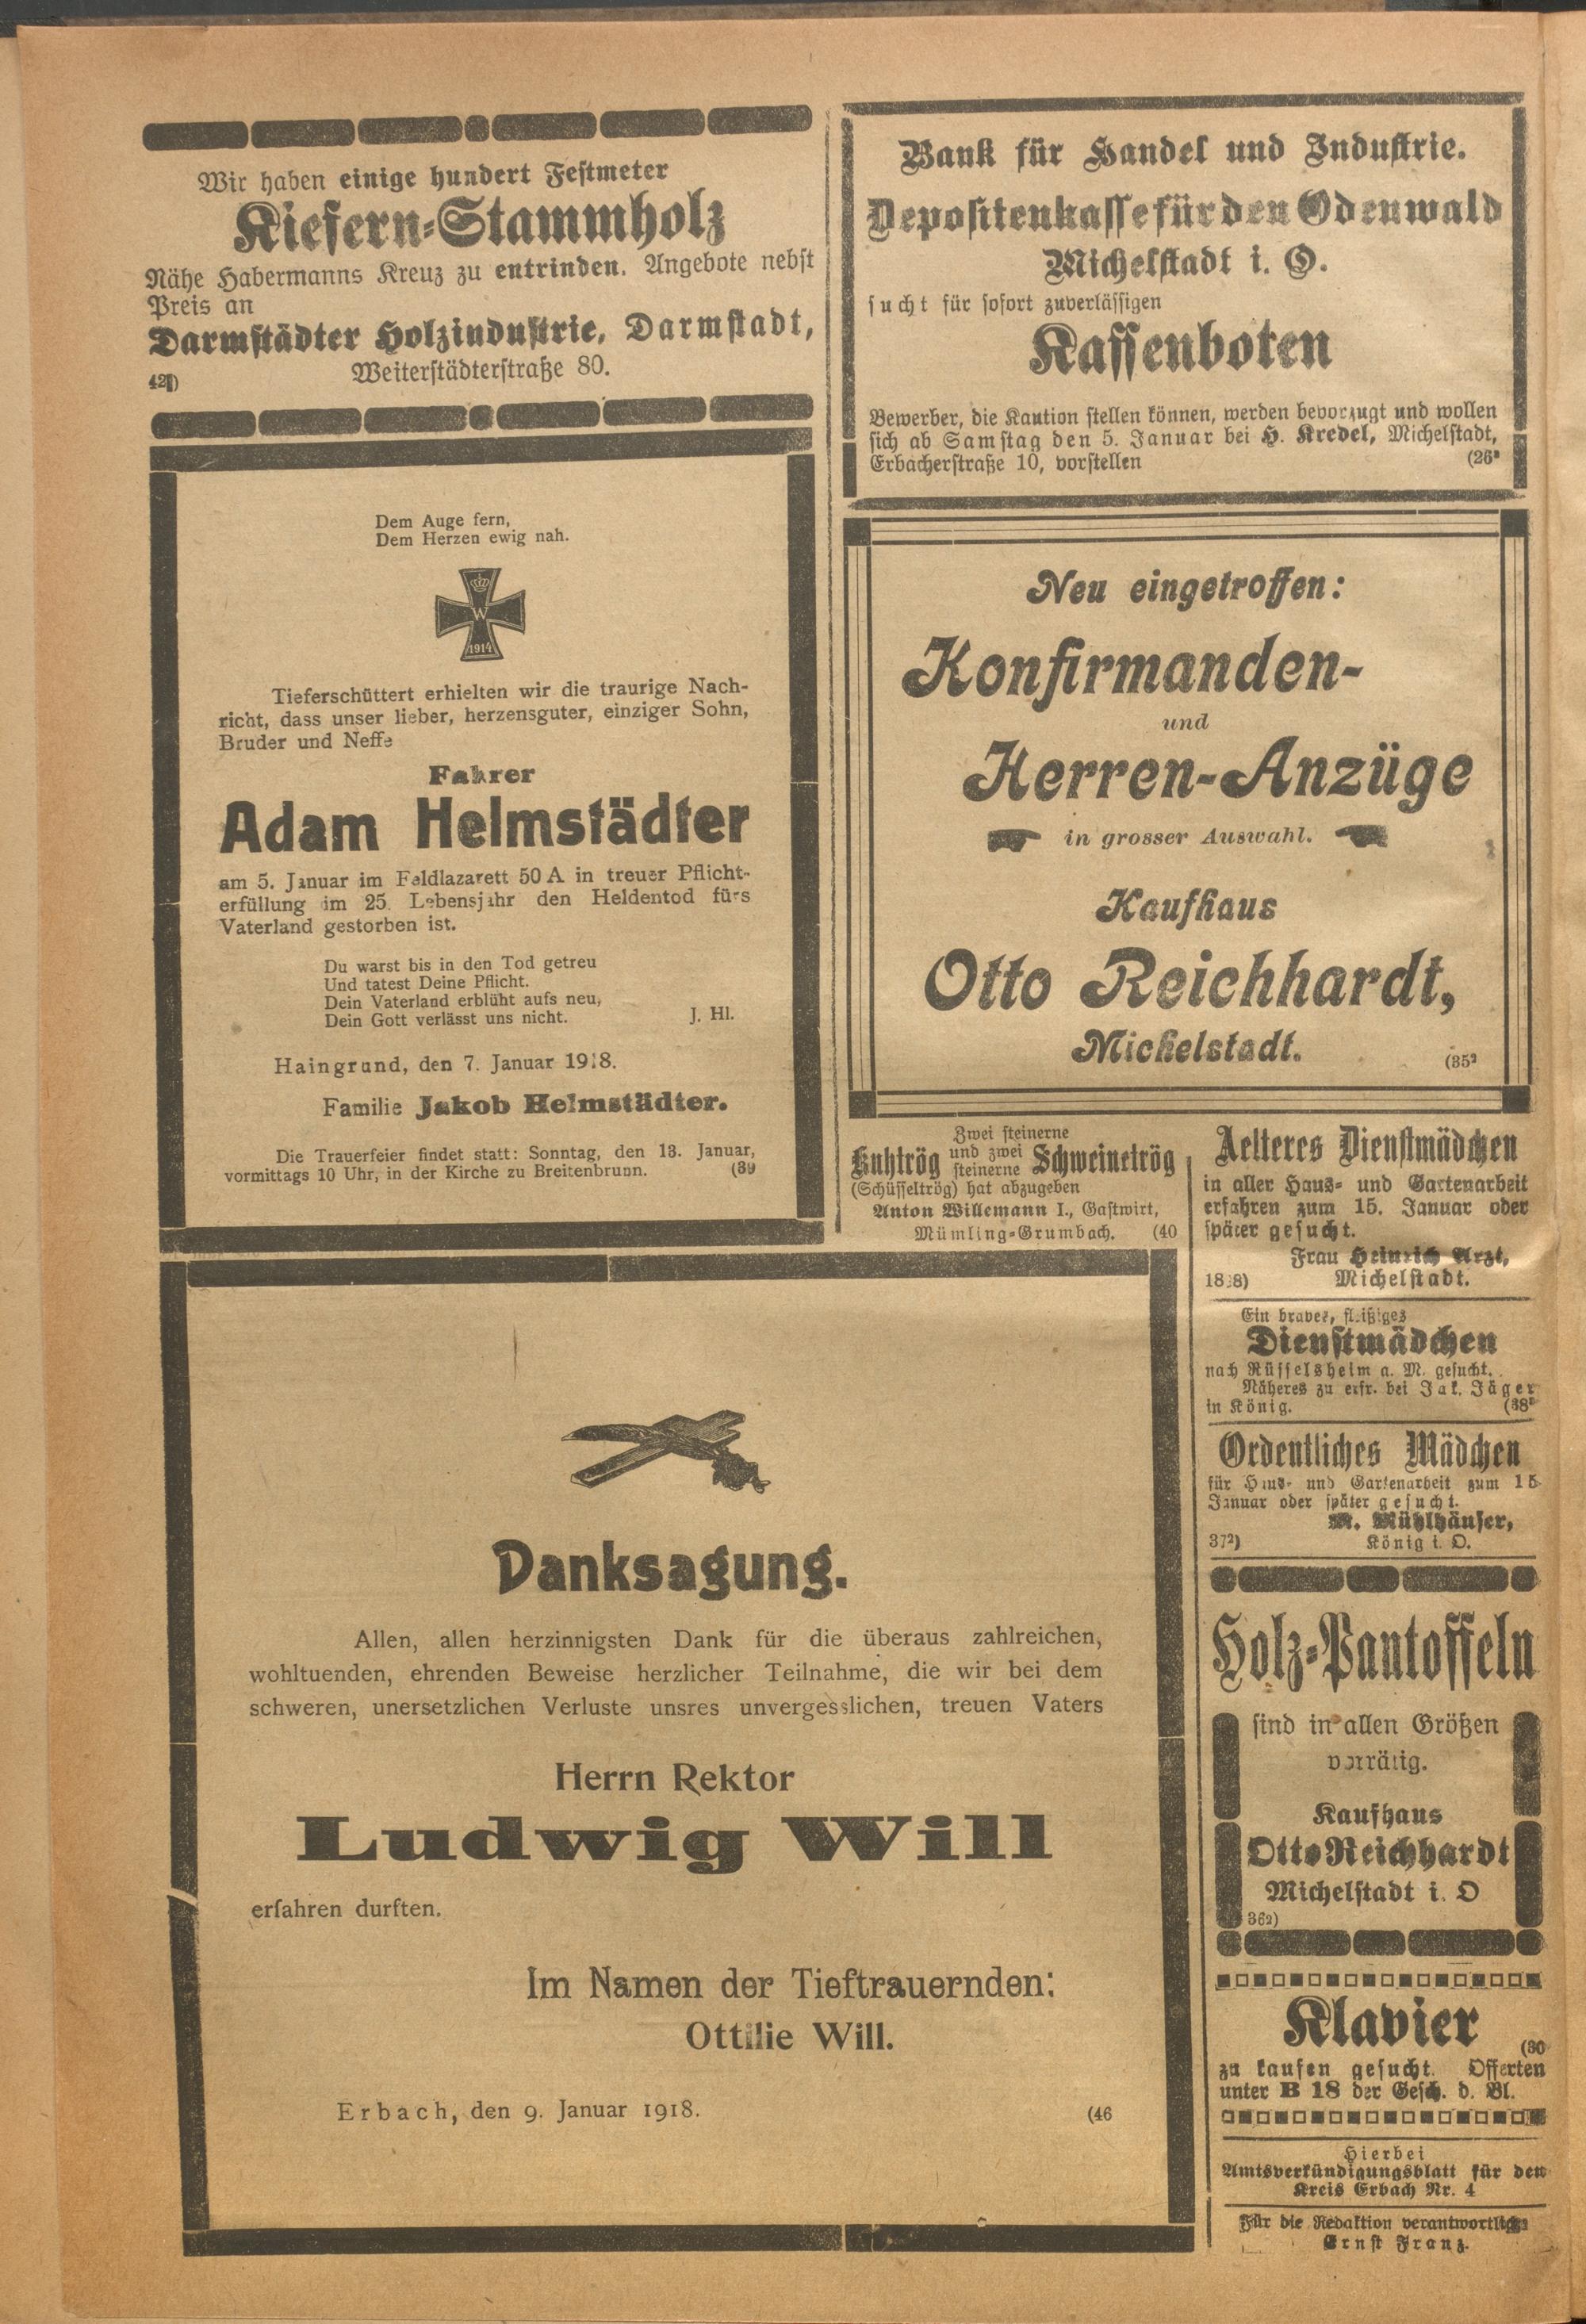 Wir haben einige hundert Festmeter
Kiefern-Stammholz
Nähe Habermanns Kreuz zu entrinden. Angebote nebst
Preis an
Darmstädter Holzindustrie, Darmstadt,
Weiterstädterstraße 80.
Dem Auge fern,
Dem Herzen ewig nah.
W
1914
Tieferschüttert erhielten wir die traurige Nach-
richt, dass unser lieber, herzensguter, einziger Sohn,
Bruder und Neffe
Fahrer
Adam Helmstädter
am 5. Januar im Feldlazarett 50 A in treuer Pflicht-
erfüllung im 25. Lebensjahr den Heldentod fürs
Vaterland gestorben ist.
Du warst bis in den Tod getreu
Und tatest Deine Pflicht.
Dein Vaterland erblüht aufs neu,
Dein Gott verlässt uns nicht. J. Hl.
Haingrund, den 7. Januar 1918.
Familie Jakob Helmstädter.
Die Trauerfeier findet statt: Sonntag, den 13. Januar,
vormittags 10 Uhr, in der Kirche zu Breitenbrunn. (39
Danksagung.
Allen, allen herzinnigsten Dank für die überaus zahlreichen,
wohltuenden, ehrenden Beweise herzlicher Teilnahme, die wir bei dem
schweren, unersetzlichen Verluste unsres unvergesslichen, treuen Vaters
Herrn Rektor
Ludwig Will
erfahren durften.
Im Namen der Tieftrauernden:
Ottilie Will.
Erbach, den 9. Januar 1918. (46
Bank für Handel und Industrie.
Depositenkasse für den Odenwald
Michelstadt i. O.
sucht für sofort zuverlässigen
Kassenboten
Bewerber, die Kaution stellen können, werden bevorzugt und wollen
sich ab Samstag den 5. Januar bei H. Kredel, Michelstadt,
Erbacherstraße 10, vorstellen (26
Neu eingetroffen:
Konfirmanden-
und
Herren-Anzüge
in grosser Auswahl.
Kaufhaus
Otto Reichhardt,
Michelstadt. (35²
Zwei steinerne
Kuhtrög und zwei steinerne Schweinetrög
(Schüsseltrög) hat abzugeben
Anton Willemann I., Gastwirt,
Mümling-Grumbach. (40
Aelteres Dienstmädchen
in aller Haus- und Gartenarbeit
erfahren zum 15. Januar oder
später gesucht.
Frau Heinrich Arzt,
Michelstadt.
Ein braves, fleißiges
Dienstmädchen
nach Rüsselsheim a. M. gesucht.
Näheres zu erfr. bei Jak. Jäger
in König. (38
Ordentliches Mädchen
für Haus- und Gartenarbeit zum 15
Januar oder später gesucht.
M. Mühlhäuser,
37²) König i. O.
Holz-Pantoffeln
sind in allen Größen
vorrätig.
Kaufhaus
Otto Reichhardt
Michelstadt i. O
36²)
Klavier
(30
zu kaufen gesucht. Offerten
unter B 18 der Gesch. d. Bl.
Hierbei
Amtsverkündigungsblatt für den
Kreis Erbach Nr. 4
Für die Redaktion verantwortlich:
Ernst Franz.